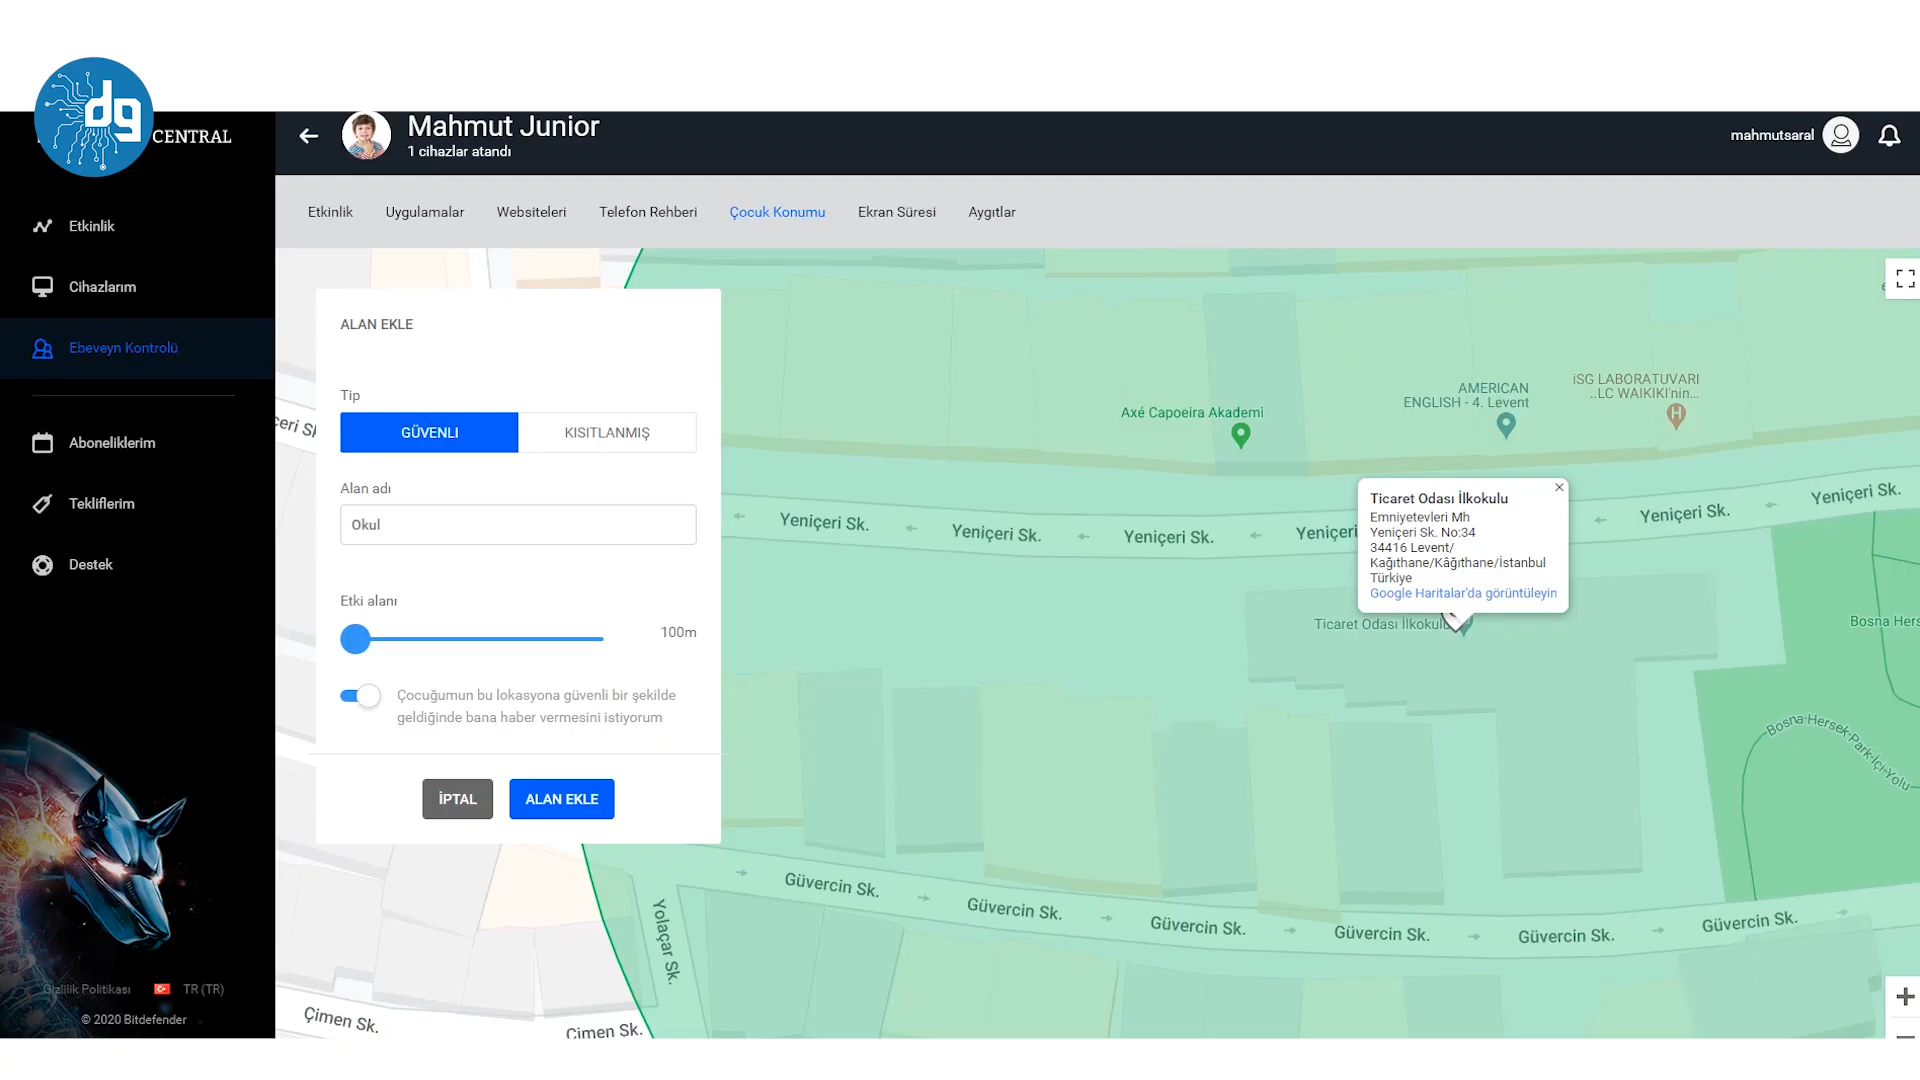 dg
CENTRAL
Mahmut Junior
1 cihazlar atandı
mahmutsaral
Etkinlik
Cihazlarım
Ebeveyn Kontrolü
Aboneliklerim
Tekliflerim
Destek
Gizlilik Politikası
TR (TR)
© 2020 Bitdefender
Etkinlik
Uygulamalar
Websiteleri
Telefon Rehberi
Çocuk Konumu
Ekran Süresi
Aygıtlar
ALAN EKLE
Tip
GÜVENLI
KISITLANMIŞ
Alan adı
Okul
Etki alanı
100m
Çocuğumun bu lokasyona güvenli bir şekilde
geldiğinde bana haber vermesini istiyorum
İPTAL
ALAN EKLE
Axé Capoeira Akademi
AMERICAN
ENGLISH - 4. Levent
iSG LABORATUVARI
..LC WAIKIKI'nin...
Yeniçeri Sk.
Yeniçeri Sk.
Yeniçeri Sk.
Yeniçeri
Yeniçeri Sk.
Yeniçeri Sk.
Ticaret Odası İlkokulu
Emniyetevleri Mh
Yeniçeri Sk. No:34
34416 Levent/
Kağıthane/Kâğıthane/İstanbul
Türkiye
Google Haritalar'da görüntüleyin
Ticaret Odası İlkokulu
Bosna Hers
Bosna-Hersek-Park-İçi-Yolu
Güvercin Sk.
Güvercin Sk.
Güvercin Sk.
Güvercin Sk.
Güvercin Sk.
Güvercin Sk.
Yolaçar Sk.
Çimen Sk.
Çimen Sk.